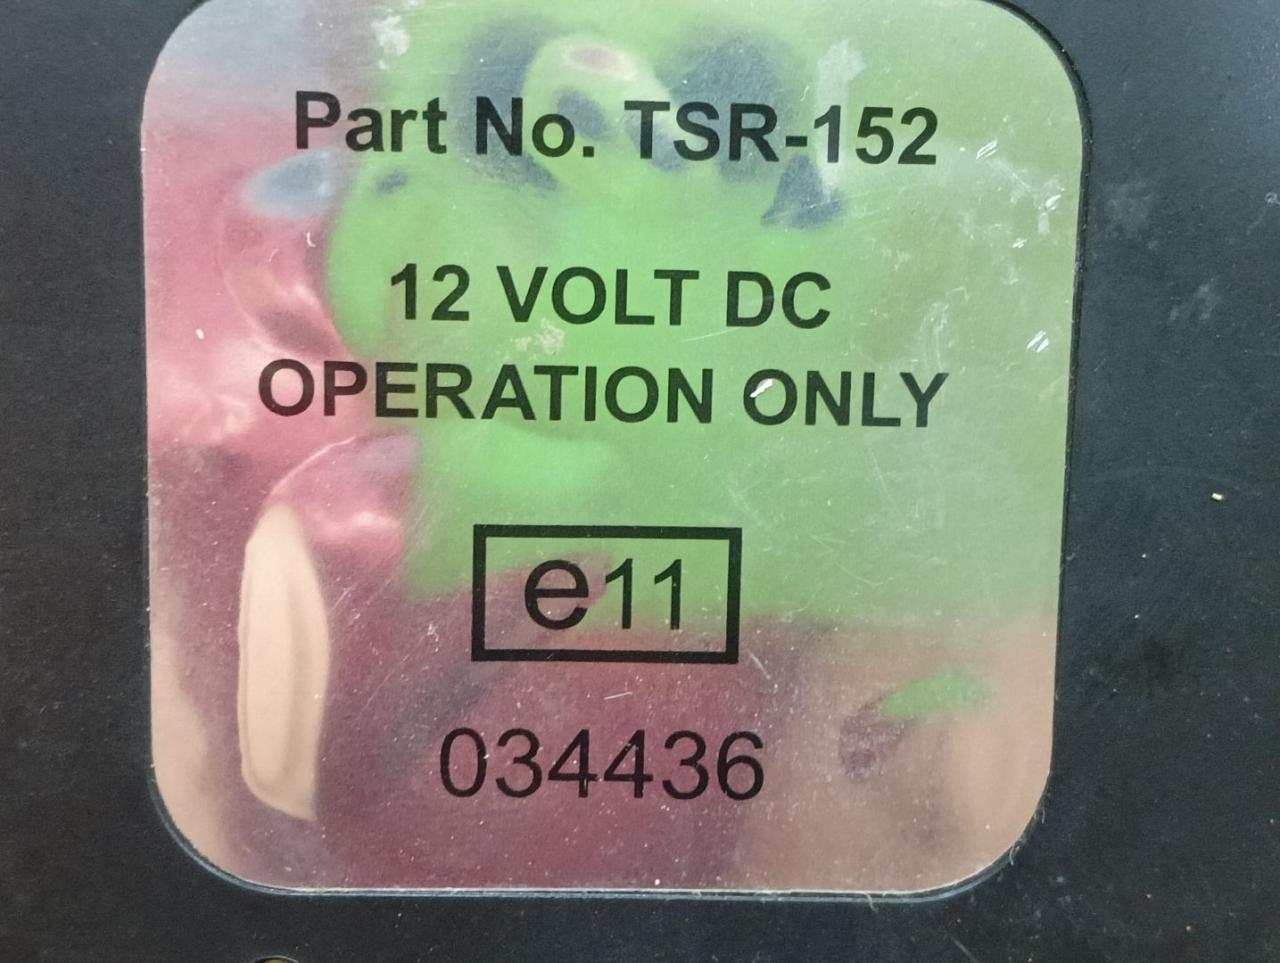 Part No. TSR-152
12 VOLT DC
OPERATION ONLY
e11
034436